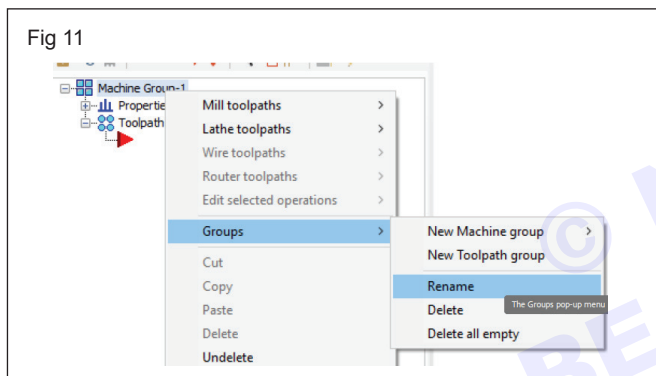 Fig 11
Machine Group-1
Propertie
Toolpath
Mill toolpaths
Lathe toolpaths
Wire toolpaths
Router toolpaths
Edit selected operations
Groups
Cut
Copy
Paste
Delete
Undelete
New Machine group
New Toolpath group
Rename
The Groups pop-up menu
Delete
Delete all empty
©
BE